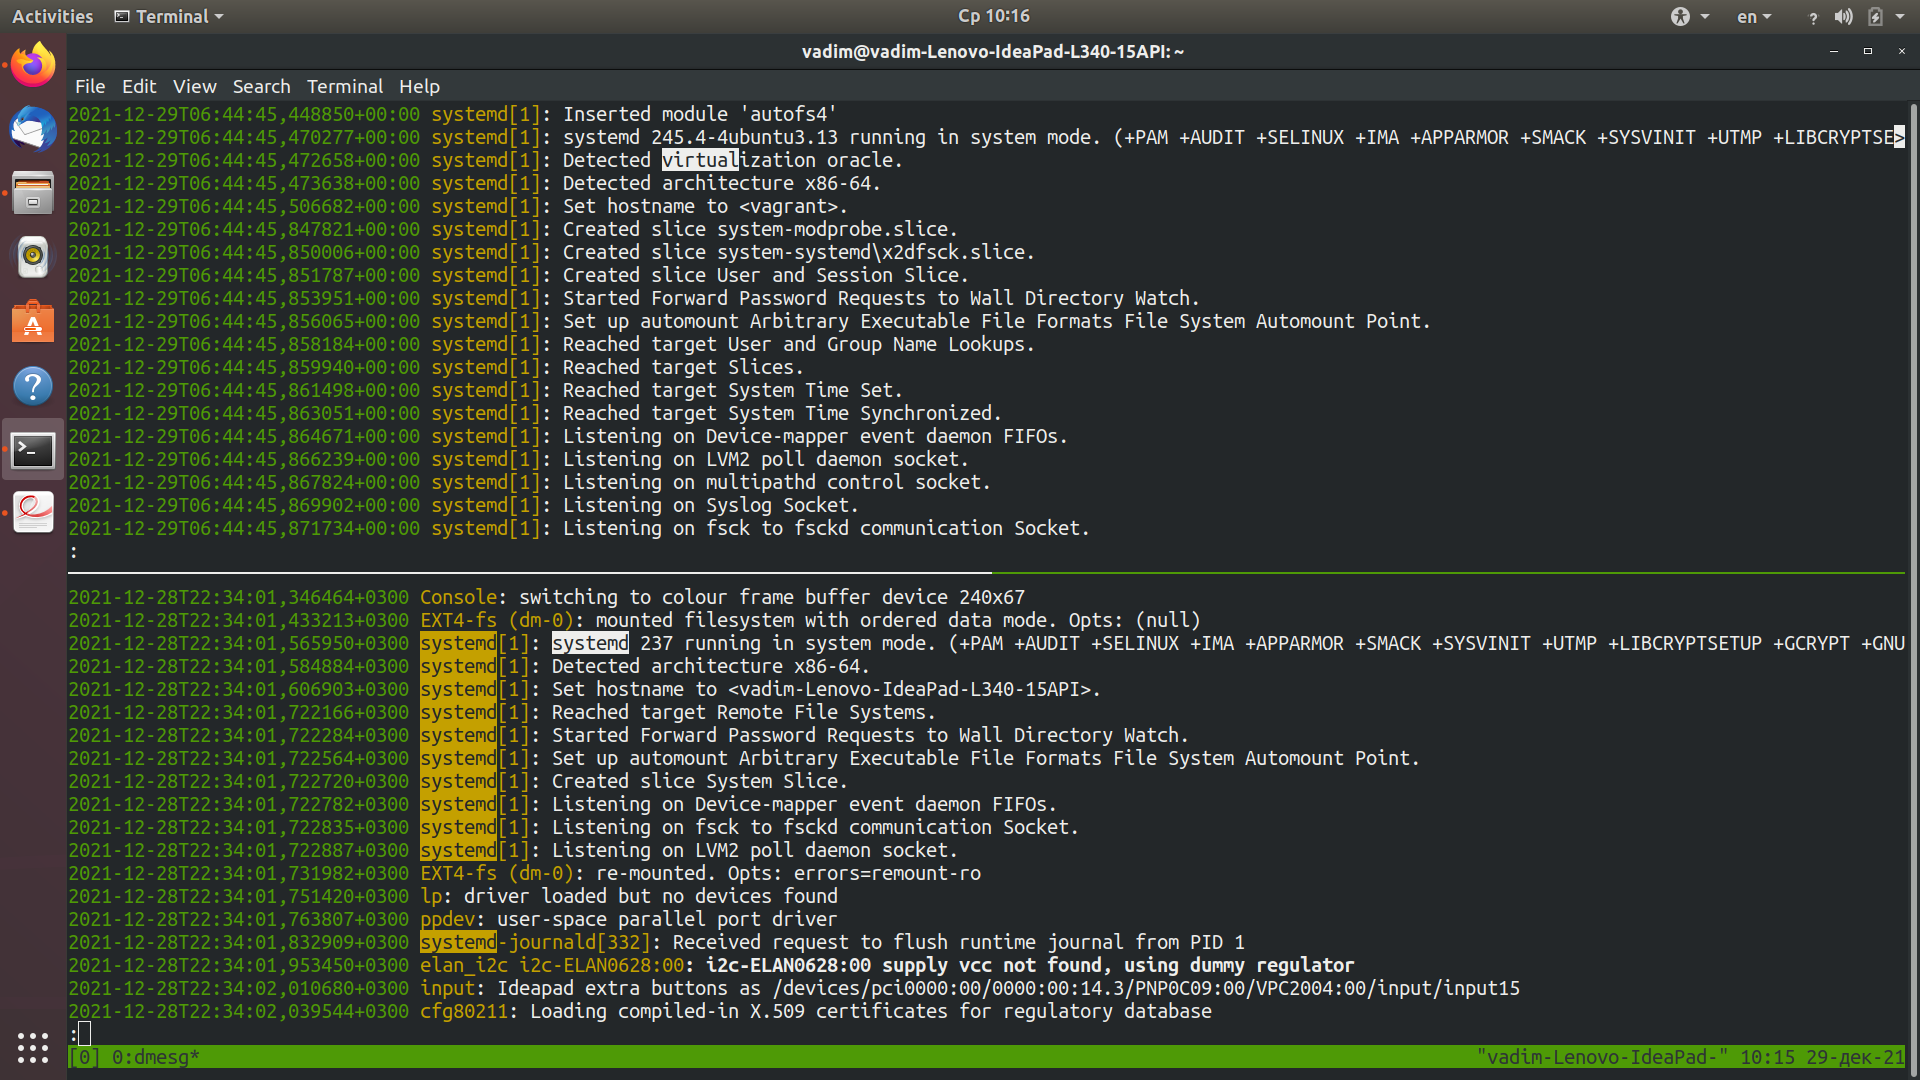 Activities Terminal Ср 10:16 en
vadim@vadim-Lenovo-IdeaPad-L340-15API: ~
File Edit View Search Terminal Help
2021-12-29T06:44:45,448850+00:00 systemd[1]: Inserted module 'autofs4'
2021-12-29T06:44:45,470277+00:00 systemd[1]: systemd 245.4-4ubuntu3.13 running in system mode. (+PAM +AUDIT +SELINUX +IMA +APPARMOR +SMACK +SYSVINIT +UTMP +LIBCRYPTSE>
2021-12-29T06:44:45,472658+00:00 systemd[1]: Detected virtualization oracle.
2021-12-29T06:44:45,473638+00:00 systemd[1]: Detected architecture x86-64.
2021-12-29T06:44:45,506682+00:00 systemd[1]: Set hostname to <vagrant>.
2021-12-29T06:44:45,847821+00:00 systemd[1]: Created slice system-modprobe.slice.
2021-12-29T06:44:45,850006+00:00 systemd[1]: Created slice system-systemd\x2dfsck.slice.
2021-12-29T06:44:45,851787+00:00 systemd[1]: Created slice User and Session Slice.
2021-12-29T06:44:45,853951+00:00 systemd[1]: Started Forward Password Requests to Wall Directory Watch.
2021-12-29T06:44:45,856065+00:00 systemd[1]: Set up automount Arbitrary Executable File Formats File System Automount Point.
2021-12-29T06:44:45,858184+00:00 systemd[1]: Reached target User and Group Name Lookups.
2021-12-29T06:44:45,859940+00:00 systemd[1]: Reached target Slices.
2021-12-29T06:44:45,861498+00:00 systemd[1]: Reached target System Time Set.
2021-12-29T06:44:45,863051+00:00 systemd[1]: Reached target System Time Synchronized.
2021-12-29T06:44:45,864671+00:00 systemd[1]: Listening on Device-mapper event daemon FIFOs.
2021-12-29T06:44:45,866239+00:00 systemd[1]: Listening on LVM2 poll daemon socket.
2021-12-29T06:44:45,867824+00:00 systemd[1]: Listening on multipathd control socket.
2021-12-29T06:44:45,869902+00:00 systemd[1]: Listening on Syslog Socket.
2021-12-29T06:44:45,871734+00:00 systemd[1]: Listening on fsck to fsckd communication Socket.
:
2021-12-28T22:34:01,346464+0300 Console: switching to colour frame buffer device 240x67
2021-12-28T22:34:01,433213+0300 EXT4-fs (dm-0): mounted filesystem with ordered data mode. Opts: (null)
2021-12-28T22:34:01,565950+0300 systemd[1]: systemd 237 running in system mode. (+PAM +AUDIT +SELINUX +IMA +APPARMOR +SMACK +SYSVINIT +UTMP +LIBCRYPTSETUP +GCRYPT +GNU
2021-12-28T22:34:01,584884+0300 systemd[1]: Detected architecture x86-64.
2021-12-28T22:34:01,606903+0300 systemd[1]: Set hostname to <vadim-Lenovo-IdeaPad-L340-15API>.
2021-12-28T22:34:01,722166+0300 systemd[1]: Reached target Remote File Systems.
2021-12-28T22:34:01,722284+0300 systemd[1]: Started Forward Password Requests to Wall Directory Watch.
2021-12-28T22:34:01,722564+0300 systemd[1]: Set up automount Arbitrary Executable File Formats File System Automount Point.
2021-12-28T22:34:01,722720+0300 systemd[1]: Created slice System Slice.
2021-12-28T22:34:01,722782+0300 systemd[1]: Listening on Device-mapper event daemon FIFOs.
2021-12-28T22:34:01,722835+0300 systemd[1]: Listening on fsck to fsckd communication Socket.
2021-12-28T22:34:01,722887+0300 systemd[1]: Listening on LVM2 poll daemon socket.
2021-12-28T22:34:01,731982+0300 EXT4-fs (dm-0): re-mounted. Opts: errors=remount-ro
2021-12-28T22:34:01,751420+0300 lp: driver loaded but no devices found
2021-12-28T22:34:01,763807+0300 ppdev: user-space parallel port driver
2021-12-28T22:34:01,832909+0300 systemd-journald[332]: Received request to flush runtime journal from PID 1
2021-12-28T22:34:01,953450+0300 elan_i2c i2c-ELAN0628:00: i2c-ELAN0628:00 supply vcc not found, using dummy regulator
2021-12-28T22:34:02,010680+0300 input: Ideapad extra buttons as /devices/pci0000:00/0000:00:14.3/PNP0C09:00/VPC2004:00/input/input15
2021-12-28T22:34:02,039544+0300 cfg80211: Loading compiled-in X.509 certificates for regulatory database
:
[0] 0:dmesg* "vadim-Lenovo-IdeaPad-" 10:15 29-дек-21